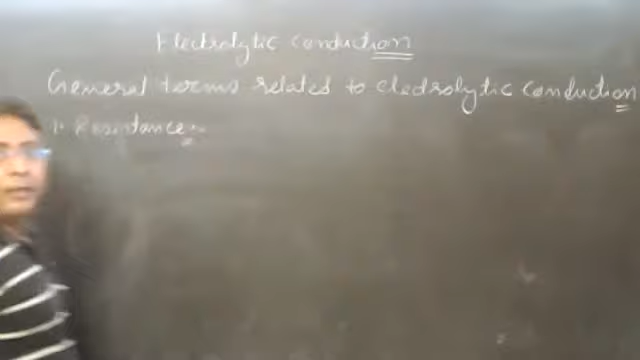 Electrolytic conduction
General terms related to electrolytic conduction
1. Resistance:-